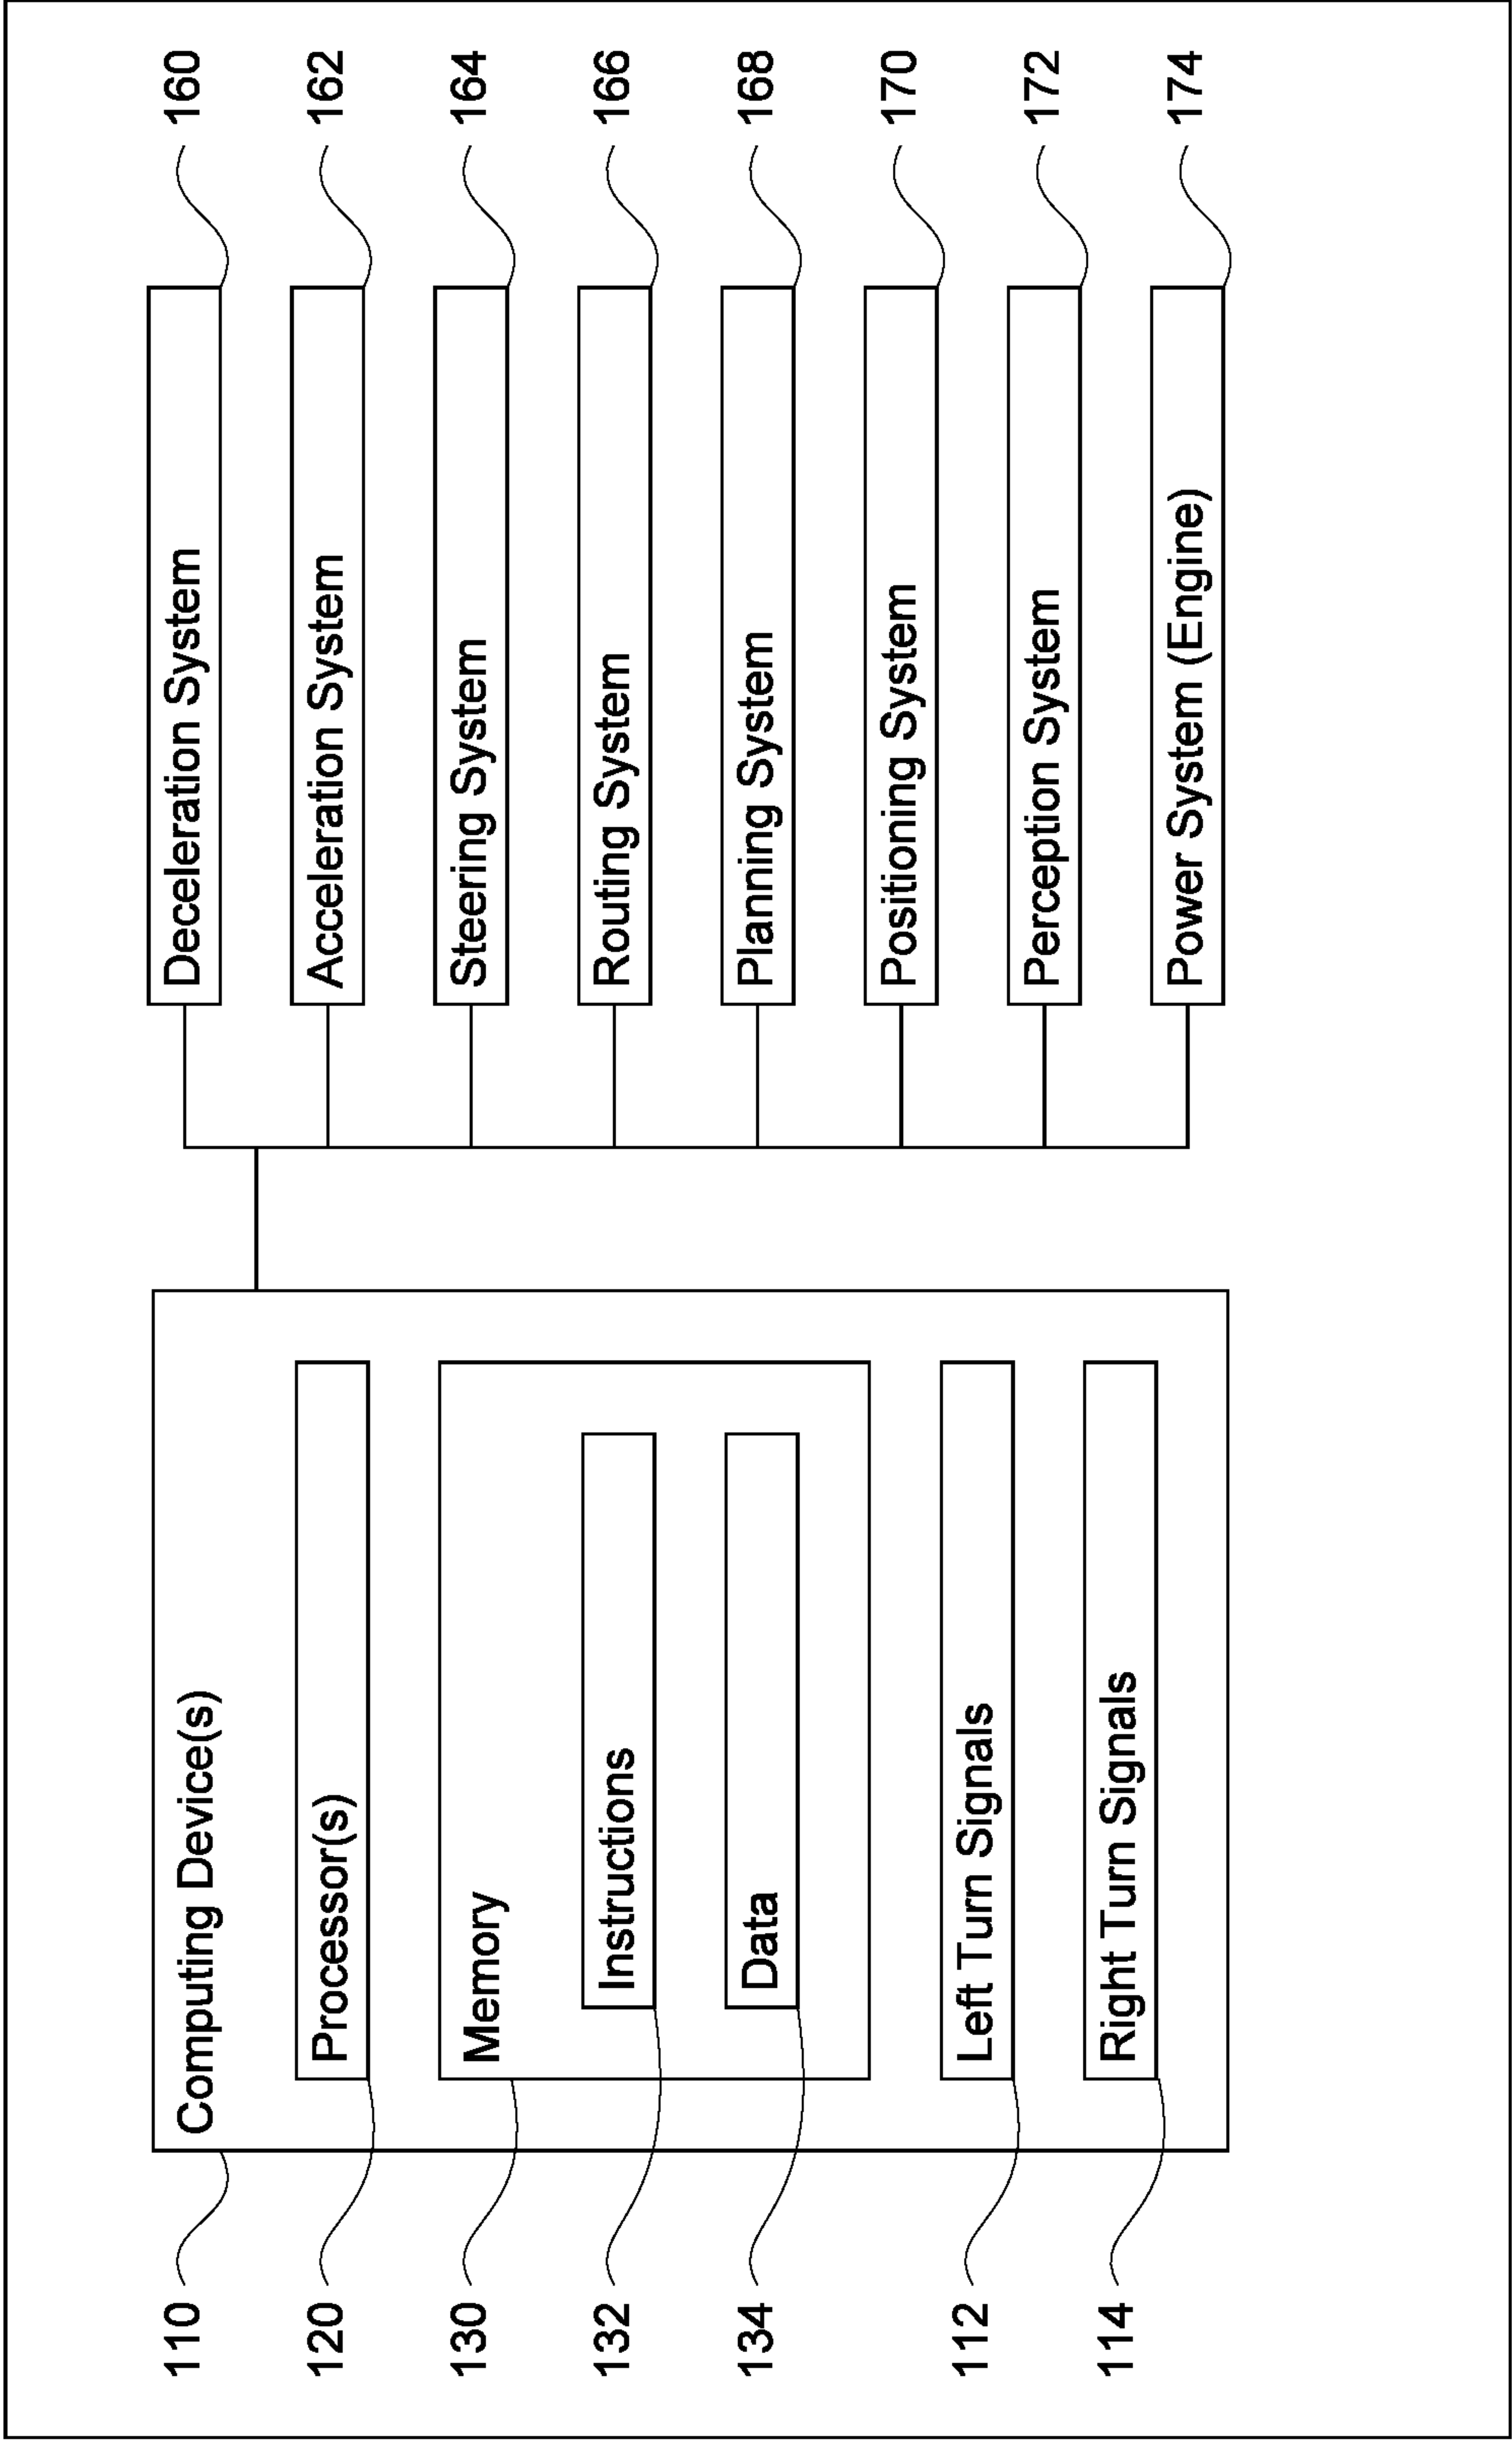 110
Computing Device(s)
120
Processor(s)
130
Memory
132
Instructions
134
Data
112
Left Turn Signals
114
Right Turn Signals
Deceleration System
160
Acceleration System
162
Steering System
164
Routing System
166
Planning System
168
Positioning System
170
Perception System
172
Power System (Engine)
174